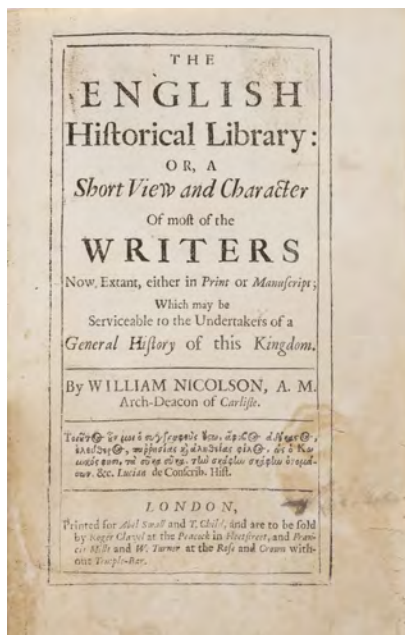 THE
ENGLISH
Hiſtorical Library:
OR, A
Short View and Character
Of moſt of the
WRITERS
Now Extant, either in Print or Manuſcript;
Which may be
Serviceable to the Undertakers of a
General Hiſtory of this Kingdom.
By WILLIAM NICOLSON, A. M.
Arch-Deacon of Carliſle.
&c. Lucian de Conſcrib. Hiſt.
LONDON,
Printed for Abel Swall and T. Child, and are to be ſold
by Roger Clavel at the Peacock in Fleetſtreet, and Fran-
cis Mills and W. Turner at the Roſe and Crown with-
out Temple-Bar.